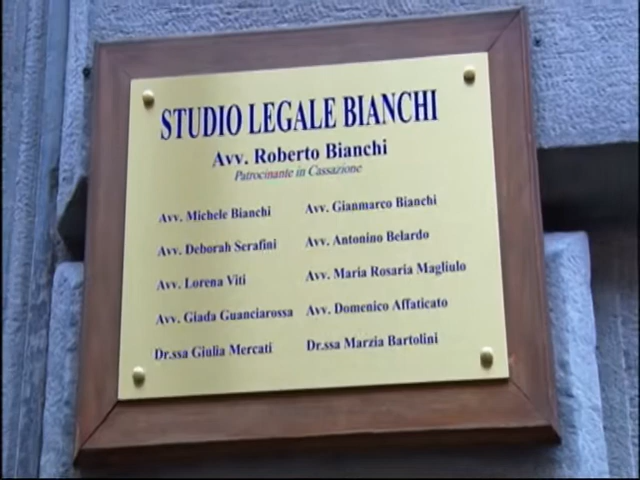 STUDIO LEGALE BIANCHI
Avv. Roberto Bianchi
Patrocinante in Cassazione
Avv. Michele Bianchi
Avv. Gianmarco Bianchi
Avv. Deborah Serafini
Avv. Antonino Belardo
Avv. Lorena Viti
Avv. Maria Rosaria Magliulo
Avv. Giada Guanciarossa
Avv. Domenico Affaticato
Dr.ssa Giulia Mercati
Dr.ssa Marzia Bartolini